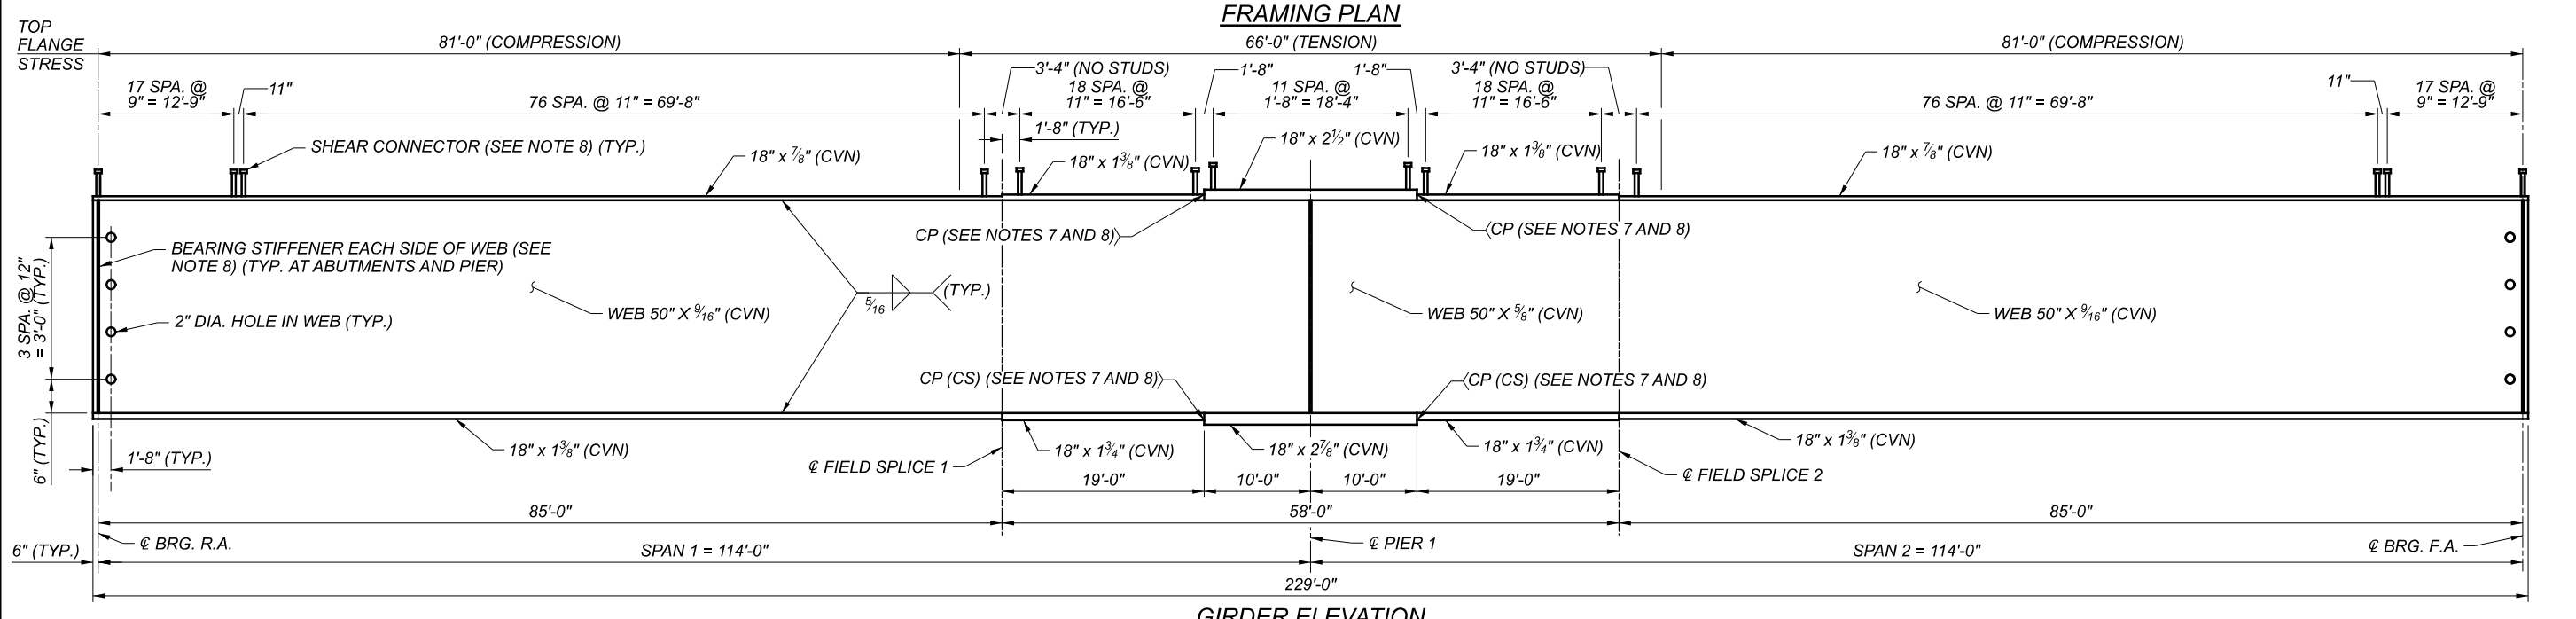 FRAMING PLAN
TOP
FLANGE
STRESS
81'-0" (COMPRESSION)
66'-0" (TENSION)
81'-0" (COMPRESSION)
17 SPA. @
9" = 12'-9"
11"
76 SPA. @ 11" = 69'-8"
3'-4" (NO STUDS)
18 SPA. @
11" = 16'-6"
1'-8"
11 SPA. @
1'-8" = 18'-4"
1'-8"
3'-4" (NO STUDS)
18 SPA. @
11" = 16'-6"
76 SPA. @ 11" = 69'-8"
11"
17 SPA. @
9" = 12'-9"
1'-8" (TYP.)
SHEAR CONNECTOR (SEE NOTE 8) (TYP.)
18" x 7/8" (CVN)
18" x 1 3/8" (CVN)
18" x 2 1/2" (CVN)
18" x 1 3/8" (CVN)
18" x 7/8" (CVN)
CP (SEE NOTES 7 AND 8)
CP (SEE NOTES 7 AND 8)
BEARING STIFFENER EACH SIDE OF WEB (SEE
NOTE 8) (TYP. AT ABUTMENTS AND PIER)
3 SPA. @ 12"
= 3'-0" (TYP.)
5/16
(TYP.)
WEB 50" X 9/16" (CVN)
WEB 50" X 5/8" (CVN)
WEB 50" X 9/16" (CVN)
2" DIA. HOLE IN WEB (TYP.)
CP (CS) (SEE NOTES 7 AND 8)
CP (CS) (SEE NOTES 7 AND 8)
6" (TYP.)
1'-8" (TYP.)
18" x 1 3/8" (CVN)
18" x 1 3/4" (CVN)
18" x 2 7/8" (CVN)
18" x 1 3/4" (CVN)
18" x 1 3/8" (CVN)
℄ FIELD SPLICE 1
℄ FIELD SPLICE 2
19'-0"
10'-0"
10'-0"
19'-0"
85'-0"
58'-0"
85'-0"
℄ BRG. R.A.
℄ PIER 1
℄ BRG. F.A.
6" (TYP.)
SPAN 1 = 114'-0"
SPAN 2 = 114'-0"
229'-0"
GIRDER ELEVATION